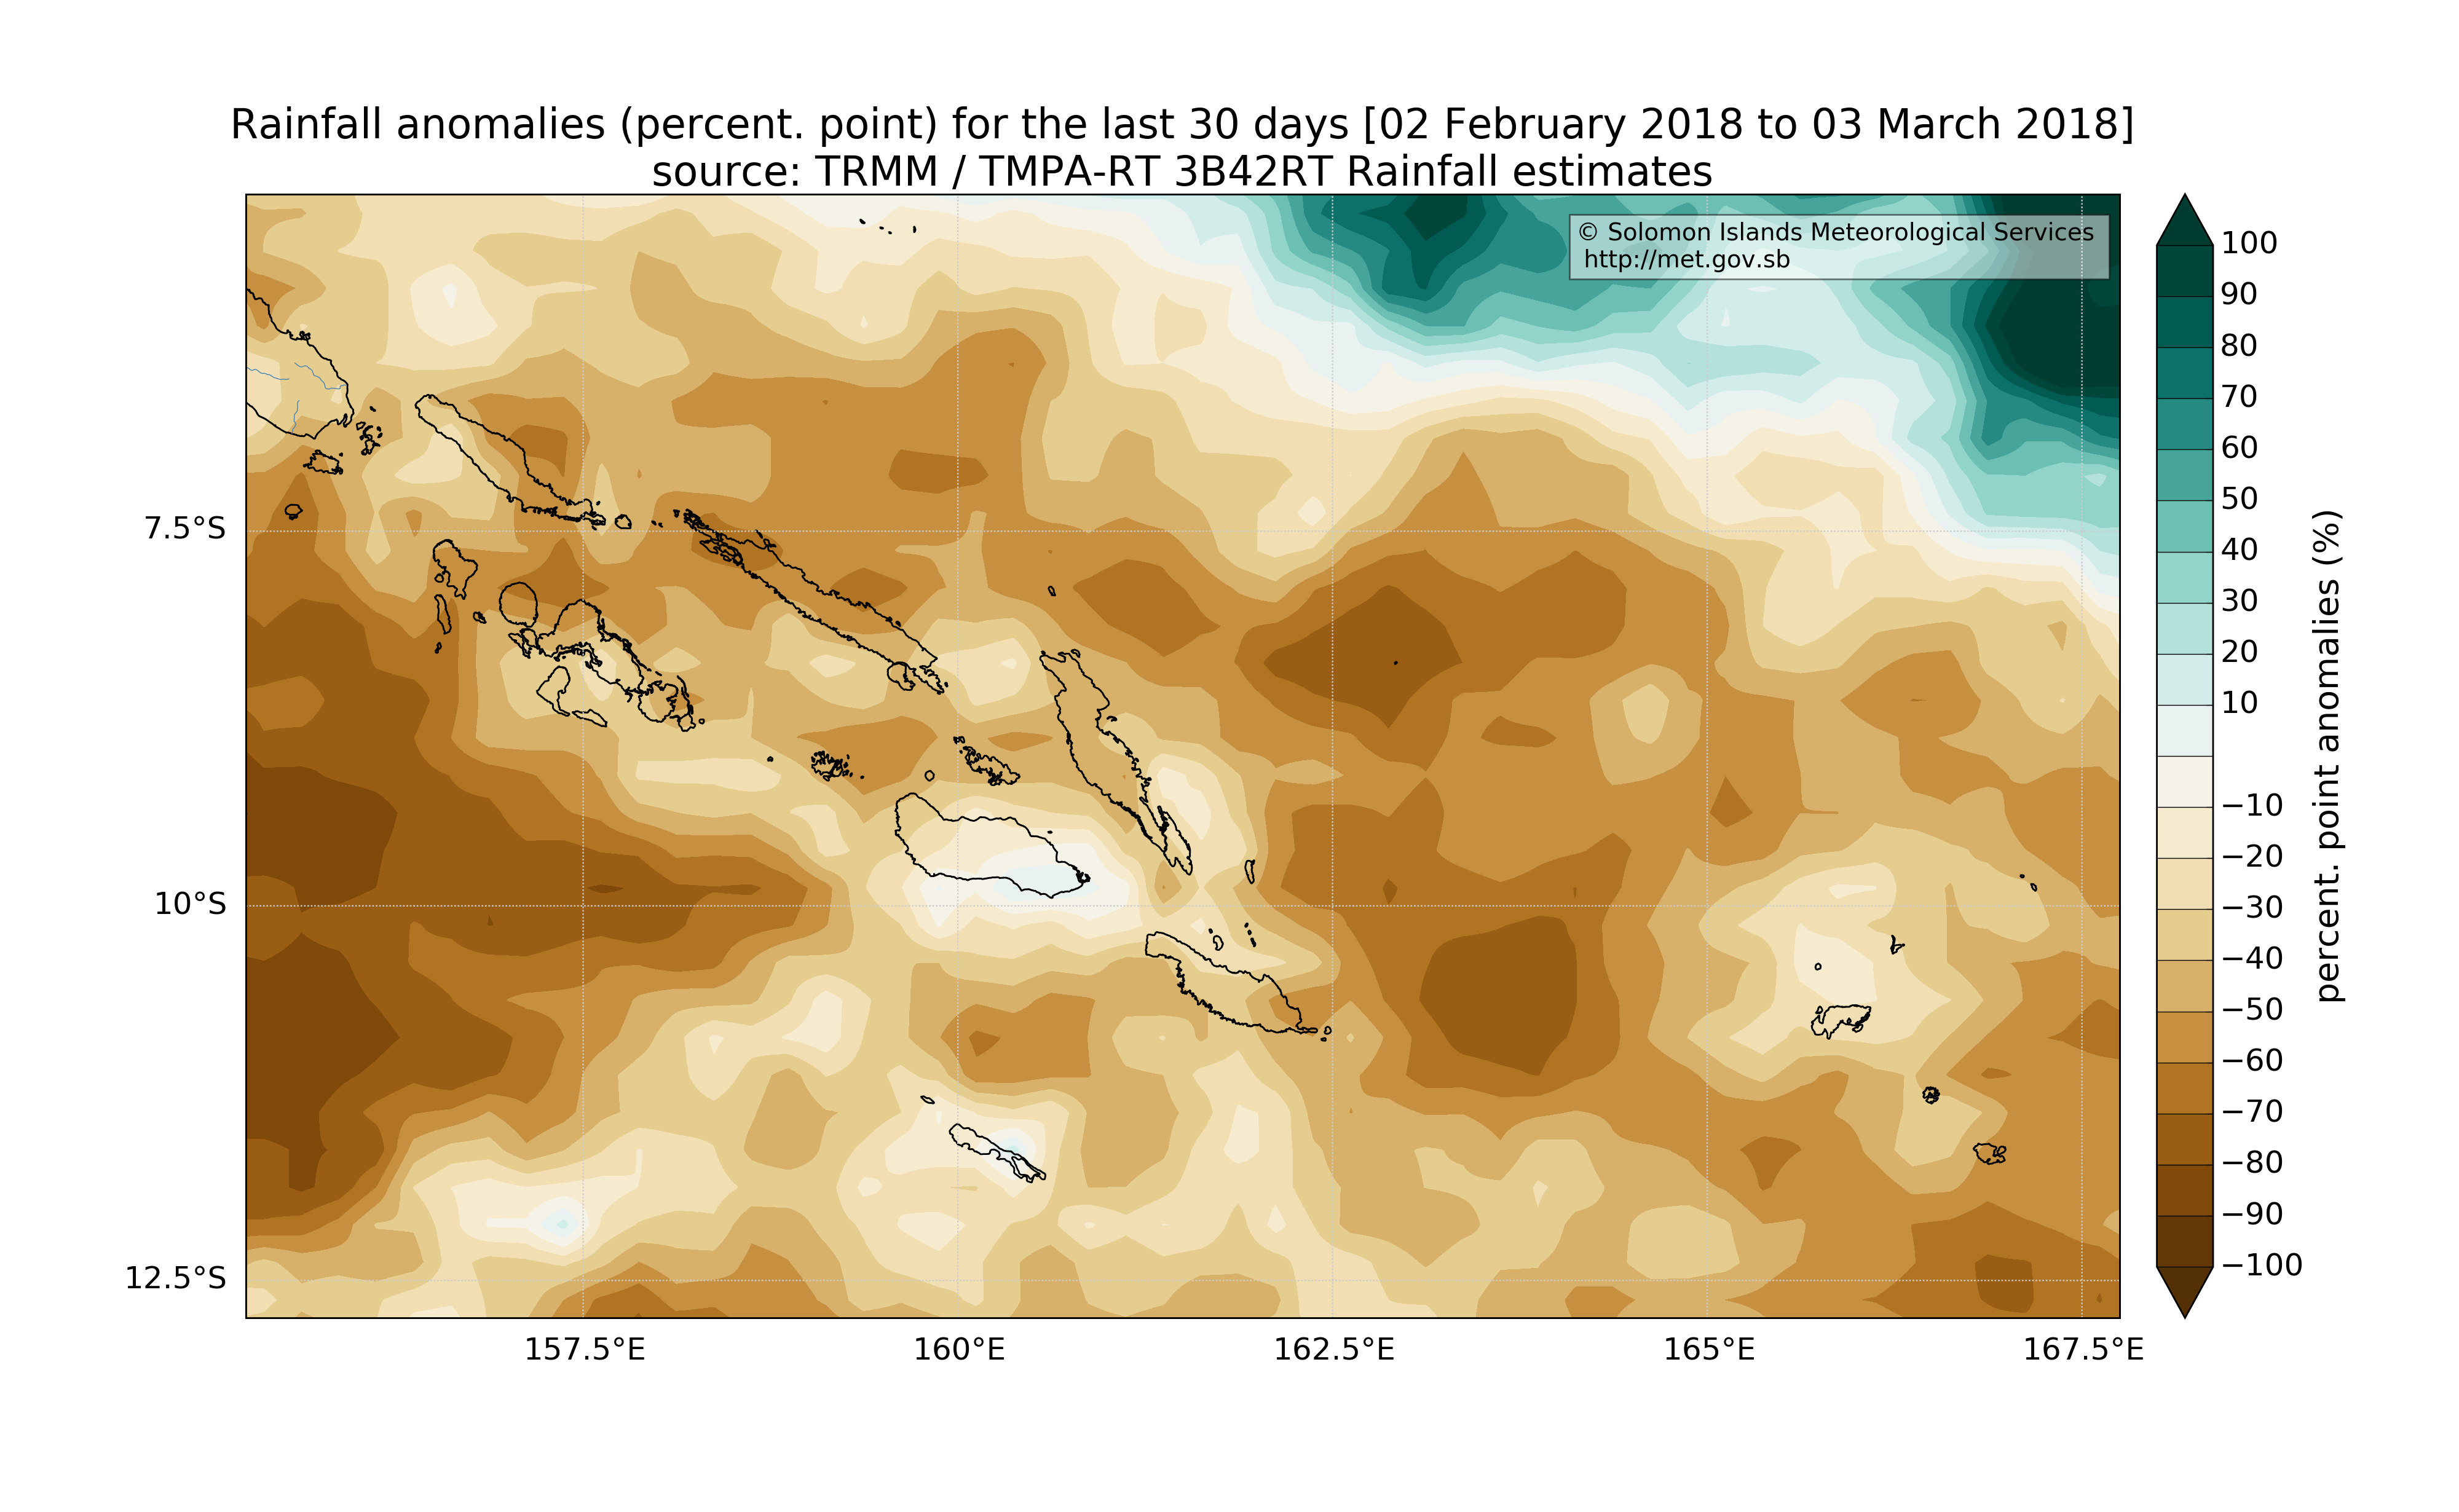 Rainfall anomalies (percent. point) for the last 30 days [02 February 2018 to 03 March 2018]
source: TRMM / TMPA-RT 3B42RT Rainfall estimates
© Solomon Islands Meteorological Services
http://met.gov.sb
7.5°S
10°S
12.5°S
157.5°E
160°E
162.5°E
165°E
167.5°E
100
90
80
70
60
50
40
30
20
10
−10
−20
−30
−40
−50
−60
−70
−80
−90
−100
percent. point anomalies (%)